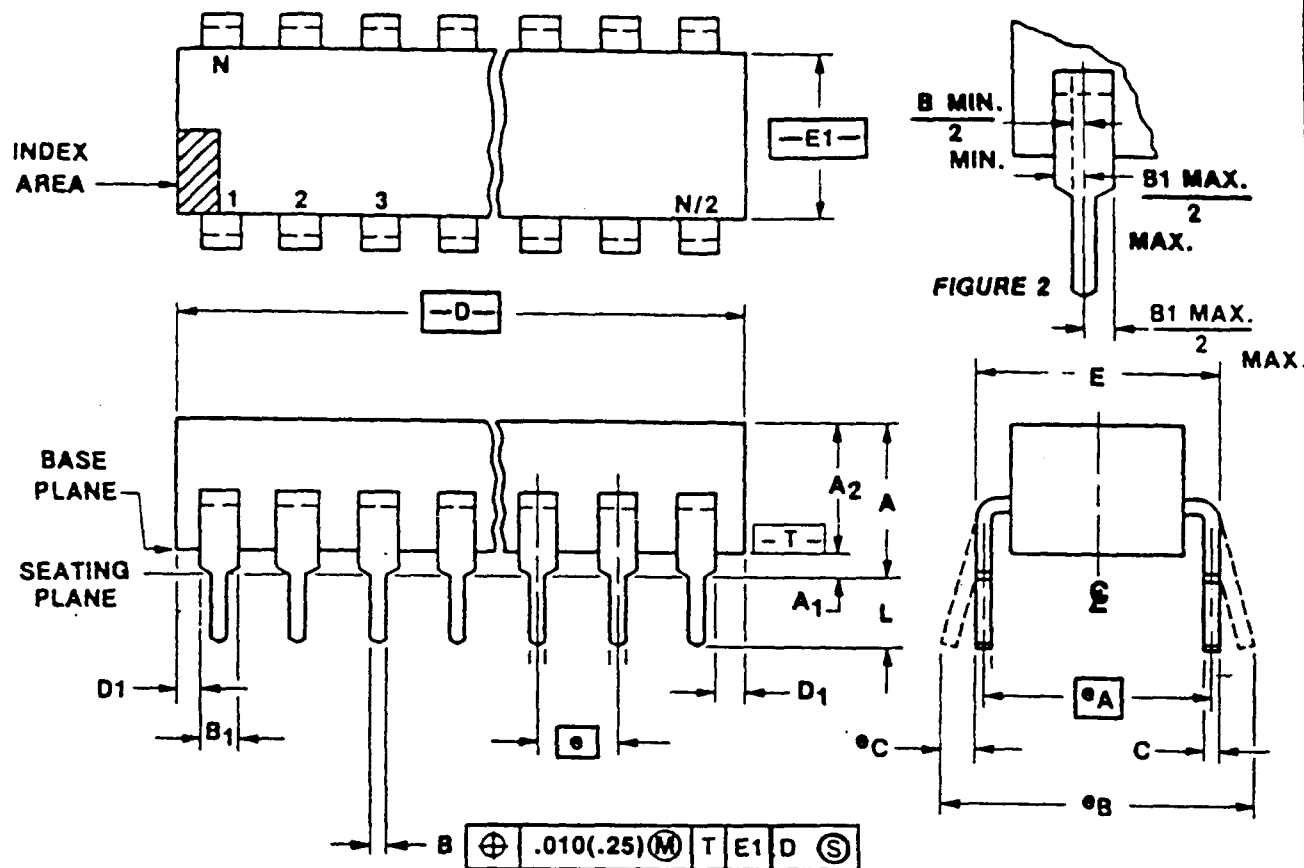 N
INDEX
AREA
1 2 3 N/2
-E1-
B MIN.
2
MIN.
B1 MAX.
2
MAX.
FIGURE 2
B1 MAX.
2
MAX.
-D-
E
BASE
PLANE
A2
A
-T-
SEATING
PLANE
A1
L
℄
D1
B1
D1
e
eA
eC
C
eB
B
⌖ .010(.25)Ⓜ T E1 D Ⓢ